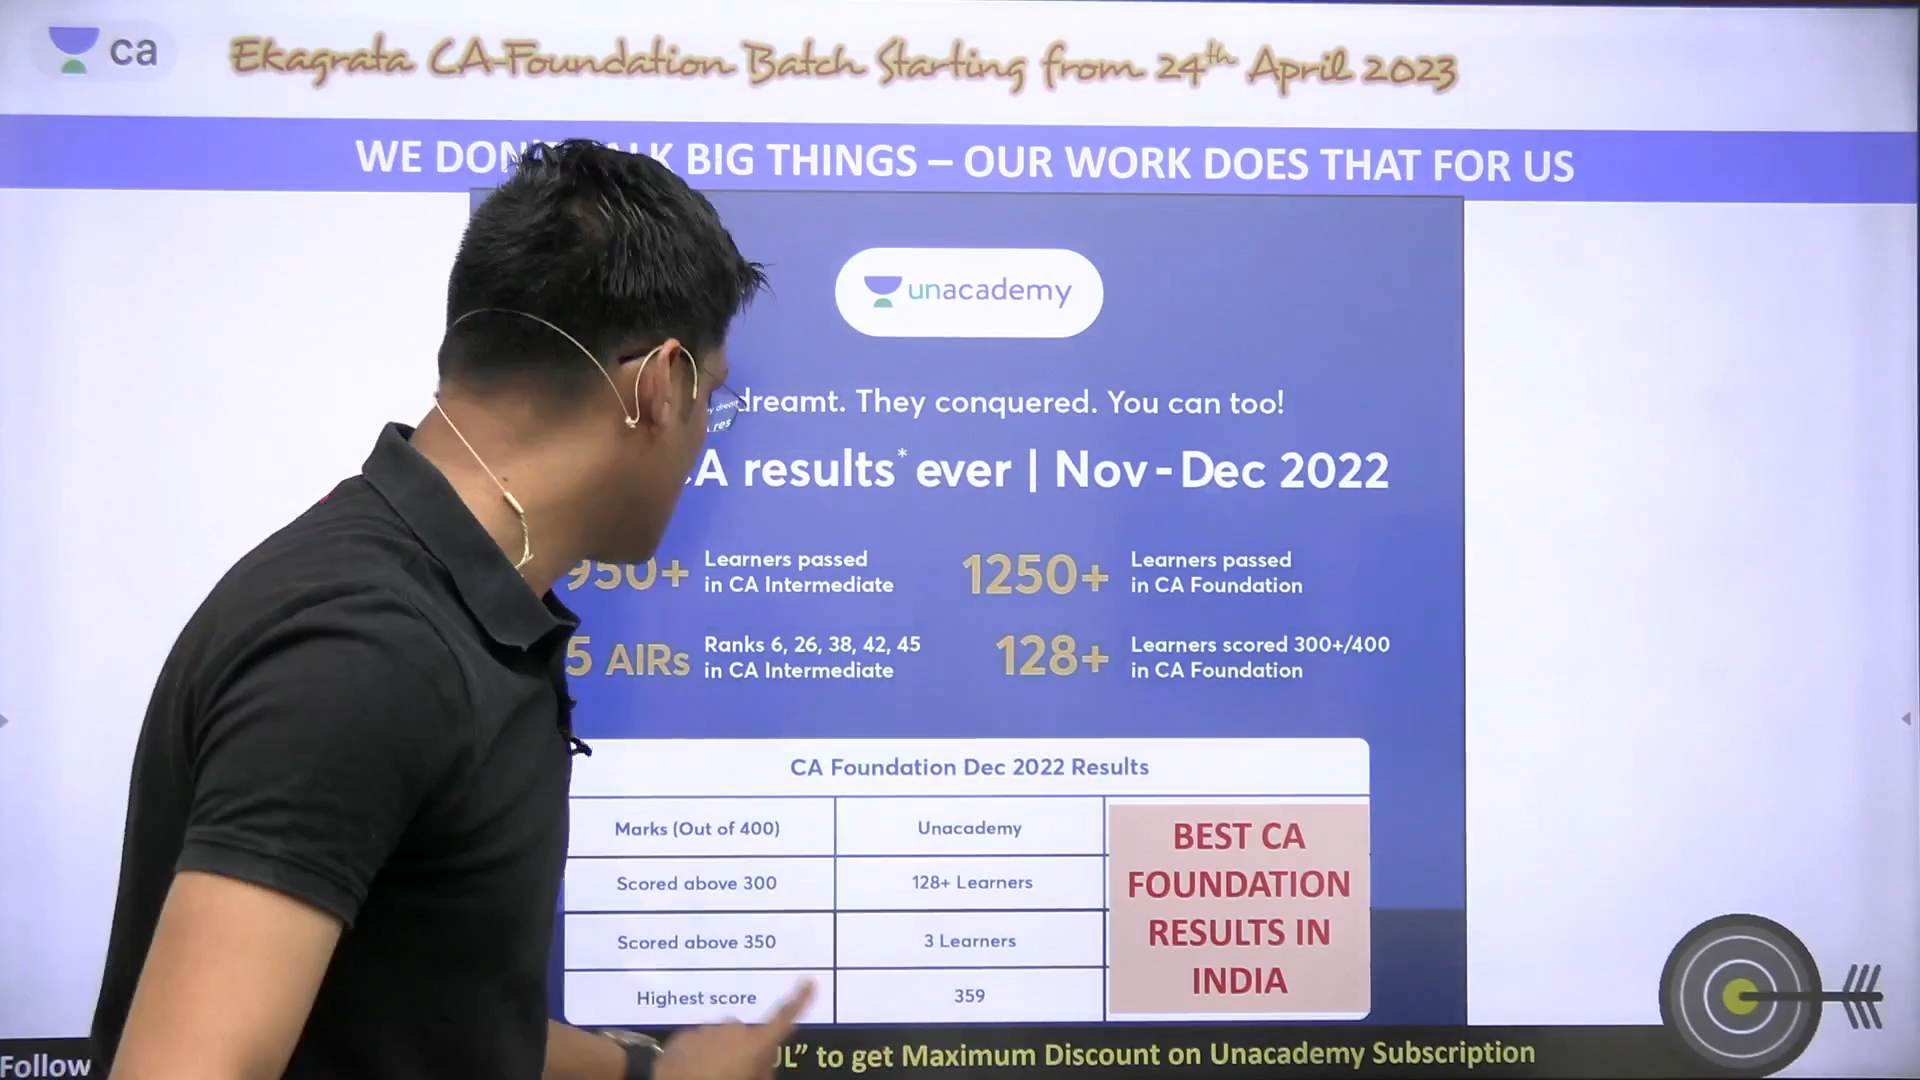 ca
Ekagrata CA-Foundation Batch Starting from 24th April 2023
WE BIG THINGS – OUR WORK DOES THAT FOR US
unacademy
dreamt. They conquered. You can too!
results* ever | Nov-Dec 2022
950+ Learners passed
in CA Intermediate
1250+ Learners passed
in CA Foundation
5 AIRs Ranks 6, 26, 38, 42, 45
in CA Intermediate
128+ Learners scored 300+/400
in CA Foundation
CA Foundation Dec 2022 Results
Marks (Out of 400) Unacademy
Scored above 300 128+ Learners
Scored above 350 3 Learners
Highest score 359
BEST CA
FOUNDATION
RESULTS IN
INDIA
Follow to get Maximum Discount on Unacademy Subscription